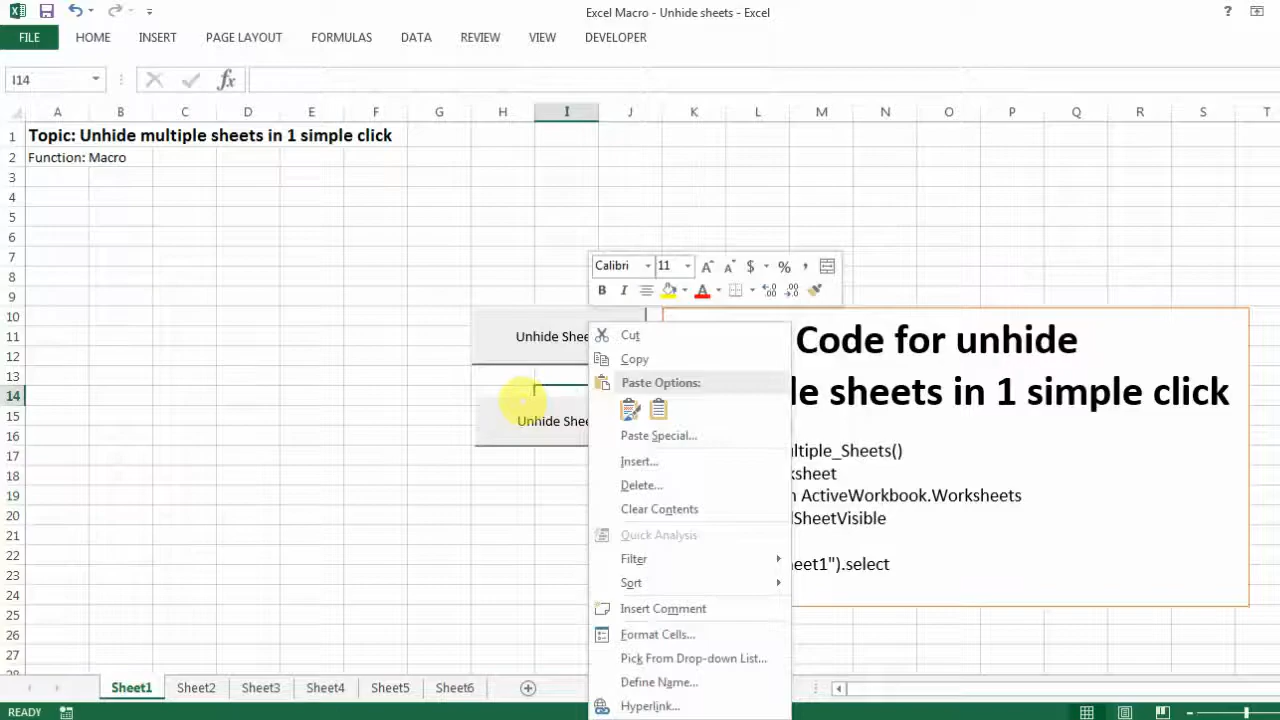 Excel Macro - Unhide sheets - Excel
?
FILE HOME INSERT PAGE LAYOUT FORMULAS DATA REVIEW VIEW DEVELOPER
I14
fx
A B C D E F G H I J K L M N O P Q R S T
1 Topic: Unhide multiple sheets in 1 simple click
2 Function: Macro
3
4
5
6
7
8
9
10
11
12
13
14
15
16
17
18
19
20
21
22
23
24
25
26
27
Calibri 11 A A $ % ,
B I A
Unhide Shee
Unhide Shee
Cut
Copy
Paste Options:
Paste Special...
Insert...
Delete...
Clear Contents
Quick Analysis
Filter
Sort
Insert Comment
Format Cells...
Pick From Drop-down List...
Define Name...
Hyperlink...
Code for unhide
le sheets in 1 simple click
ultiple_Sheets()
ksheet
n ActiveWorkbook.Worksheets
dSheetVisible
eet1").select
Sheet1 Sheet2 Sheet3 Sheet4 Sheet5 Sheet6
READY